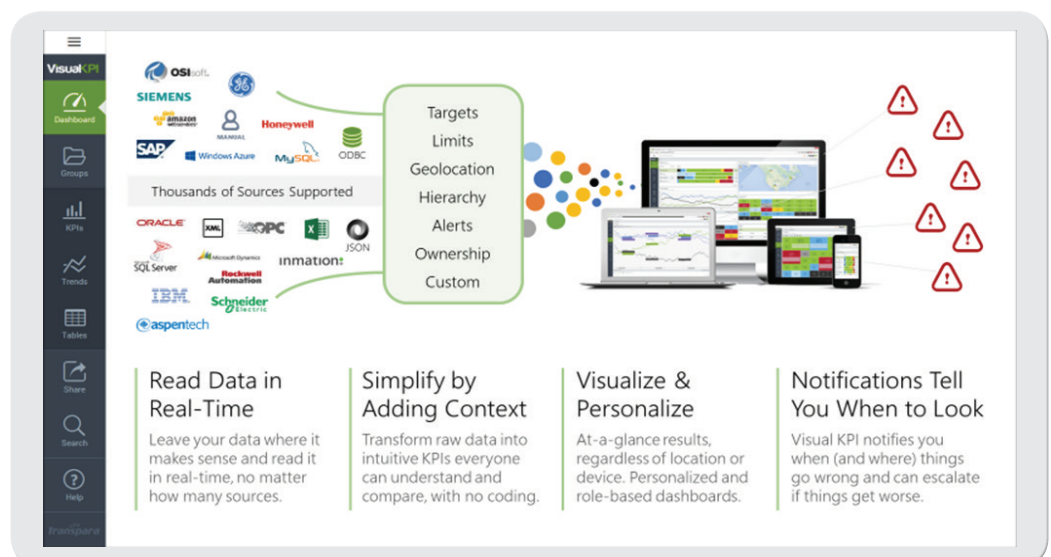 VisualKPI
Dashboard
Groups
KPIs
Trends
Tables
Share
Search
Help
transpara
OSIsoft.
GE
SIEMENS
amazon
webservices
MANUAL
Honeywell
SAP
Windows Azure
MySQL
ODBC
Thousands of Sources Supported
ORACLE
XML
OPC
X
JSON
SQL Server
Microsoft Dynamics
inmation:
Rockwell
Automation
IBM
Schneider
Electric
aspentech
Targets
Limits
Geolocation
Hierarchy
Alerts
Ownership
Custom
Read Data in
Real-Time
Leave your data where it
makes sense and read it
in real-time, no matter
how many sources.
Simplify by
Adding Context
Transform raw data into
intuitive KPIs everyone
can understand and
compare, with no coding.
Visualize &
Personalize
At-a-glance results,
regardless of location or
device. Personalized and
role-based dashboards.
Notifications Tell
You When to Look
Visual KPI notifies you
when (and where) things
go wrong and can escalate
if things get worse.